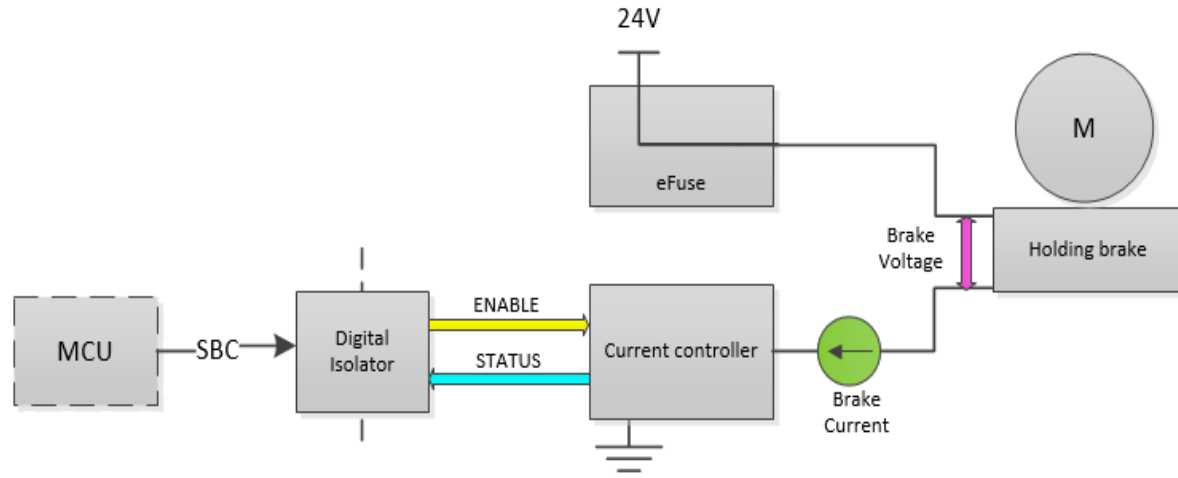 24V
eFuse
M
Brake
Voltage
Holding brake
MCU
SBC
Digital
Isolator
ENABLE
STATUS
Current controller
Brake
Current